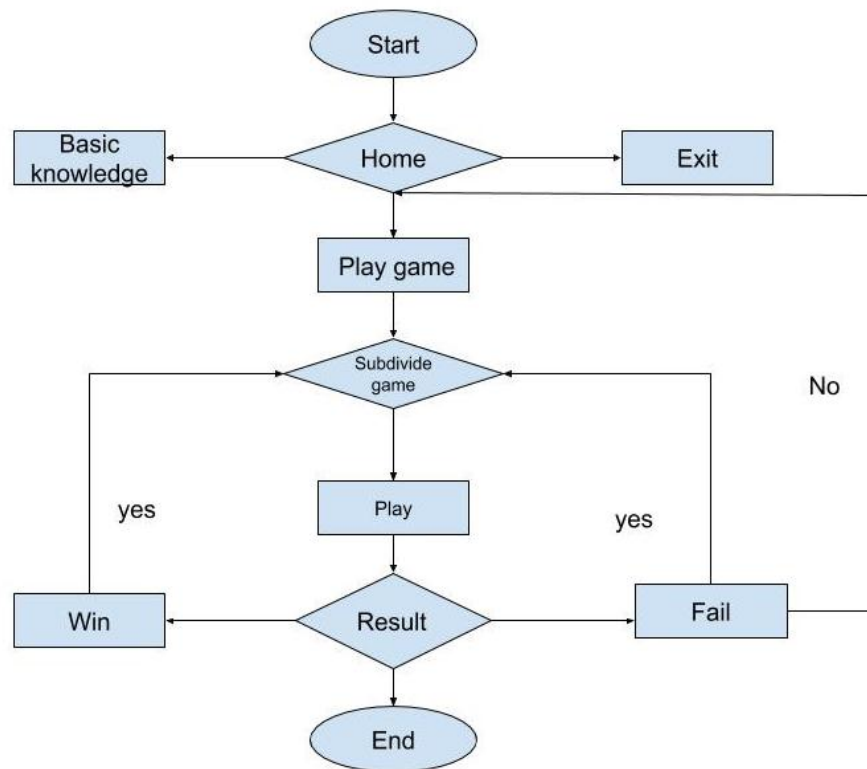 Start
Basic
knowledge
Home
Exit
Play game
Subdivide
game
No
Play
yes
yes
Win
Result
Fail
End